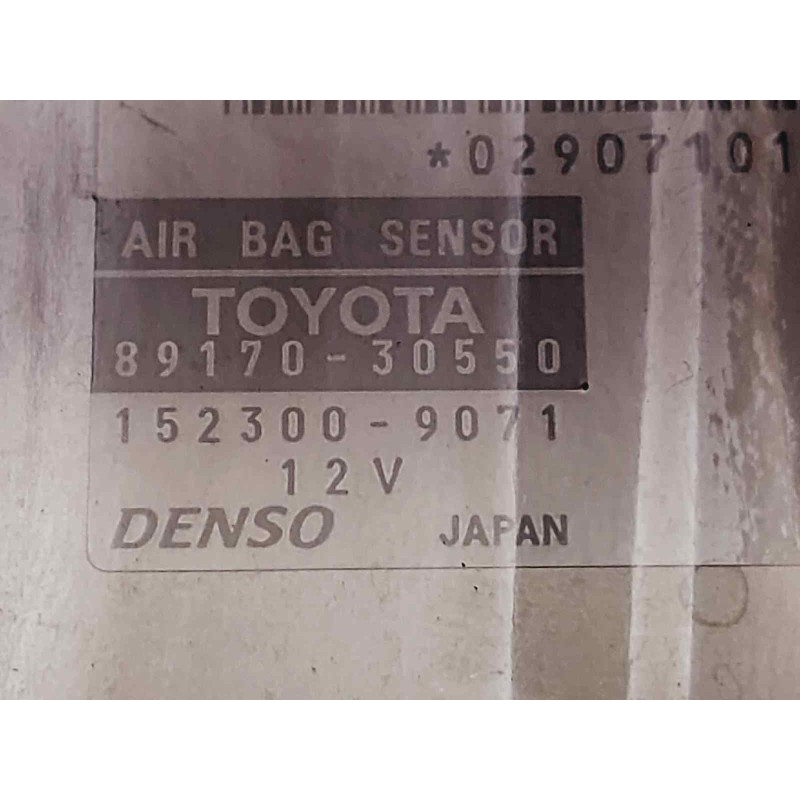 *02907101
AIR BAG SENSOR
TOYOTA
89170-30550
152300-9071
12V
DENSO JAPAN